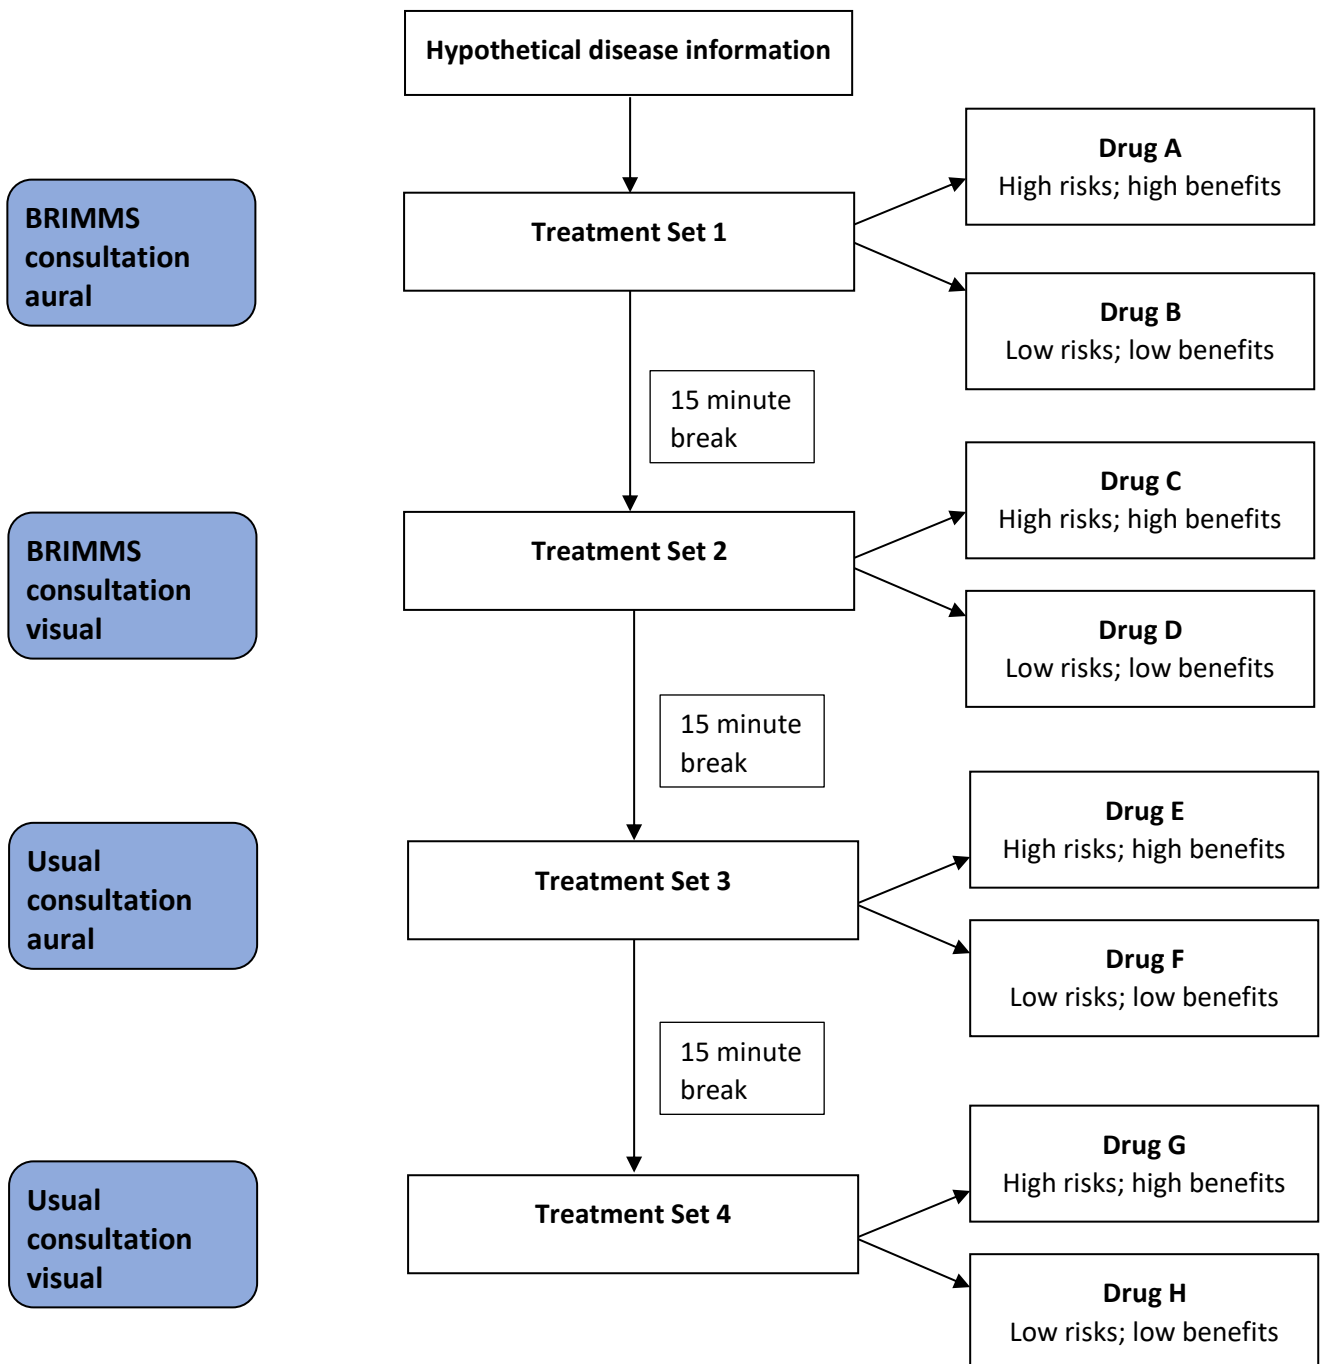 Hypothetical disease information
Drug A
High risks; high benefits
BRIMMS
consultation
aural
Treatment Set 1
Drug B
Low risks; low benefits
15 minute
break
Drug C
High risks; high benefits
BRIMMS
consultation
visual
Treatment Set 2
Drug D
Low risks; low benefits
15 minute
break
Drug E
High risks; high benefits
Usual
consultation
aural
Treatment Set 3
Drug F
Low risks; low benefits
15 minute
break
Drug G
High risks; high benefits
Usual
consultation
visual
Treatment Set 4
Drug H
Low risks; low benefits